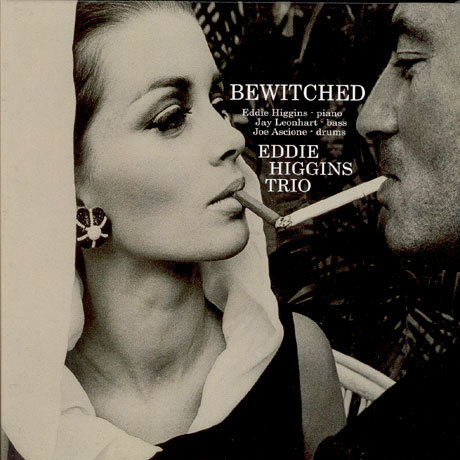 BEWITCHED
Eddie Higgins · piano
Jay Leonhart · bass
Joe Ascione · drums
EDDIE
HIGGINS
TRIO